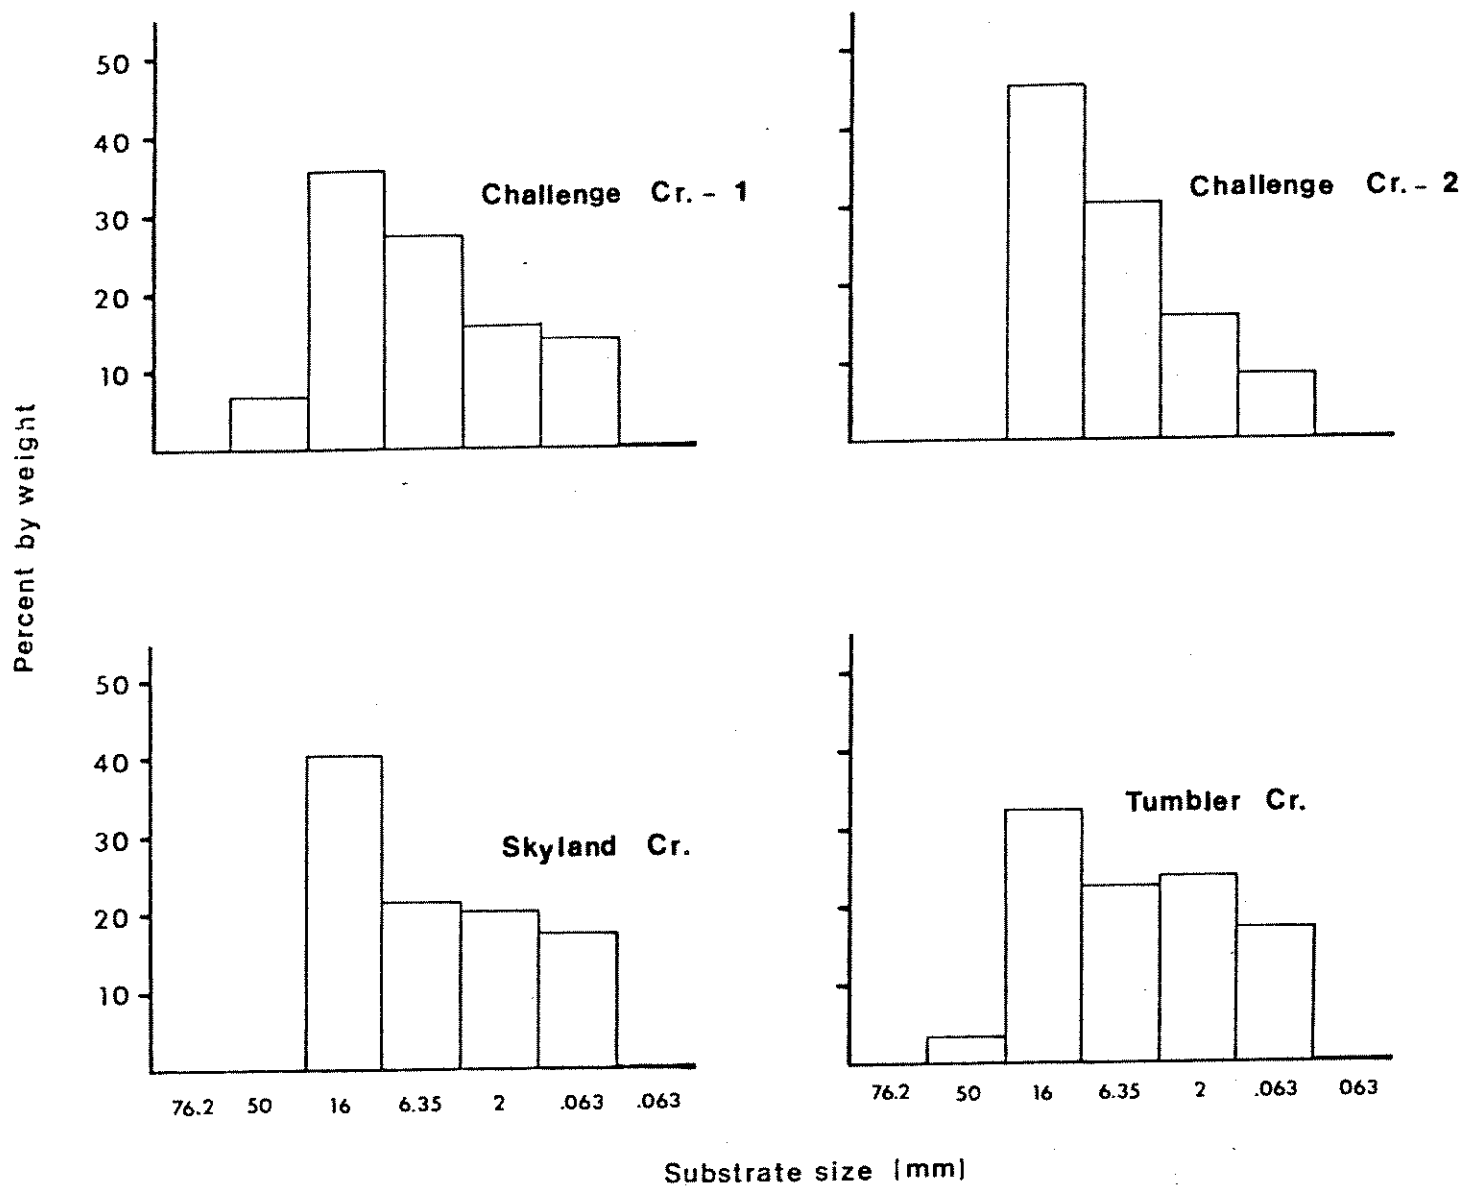 50
40
30
20
10
Challenge Cr. - 1
Challenge Cr. - 2
Percent by weight
50
40
30
20
10
Skyland Cr.
Tumbler Cr.
76.2 50 16 6.35 2 .063 .063
76.2 50 16 6.35 2 .063 063
Substrate size (mm)